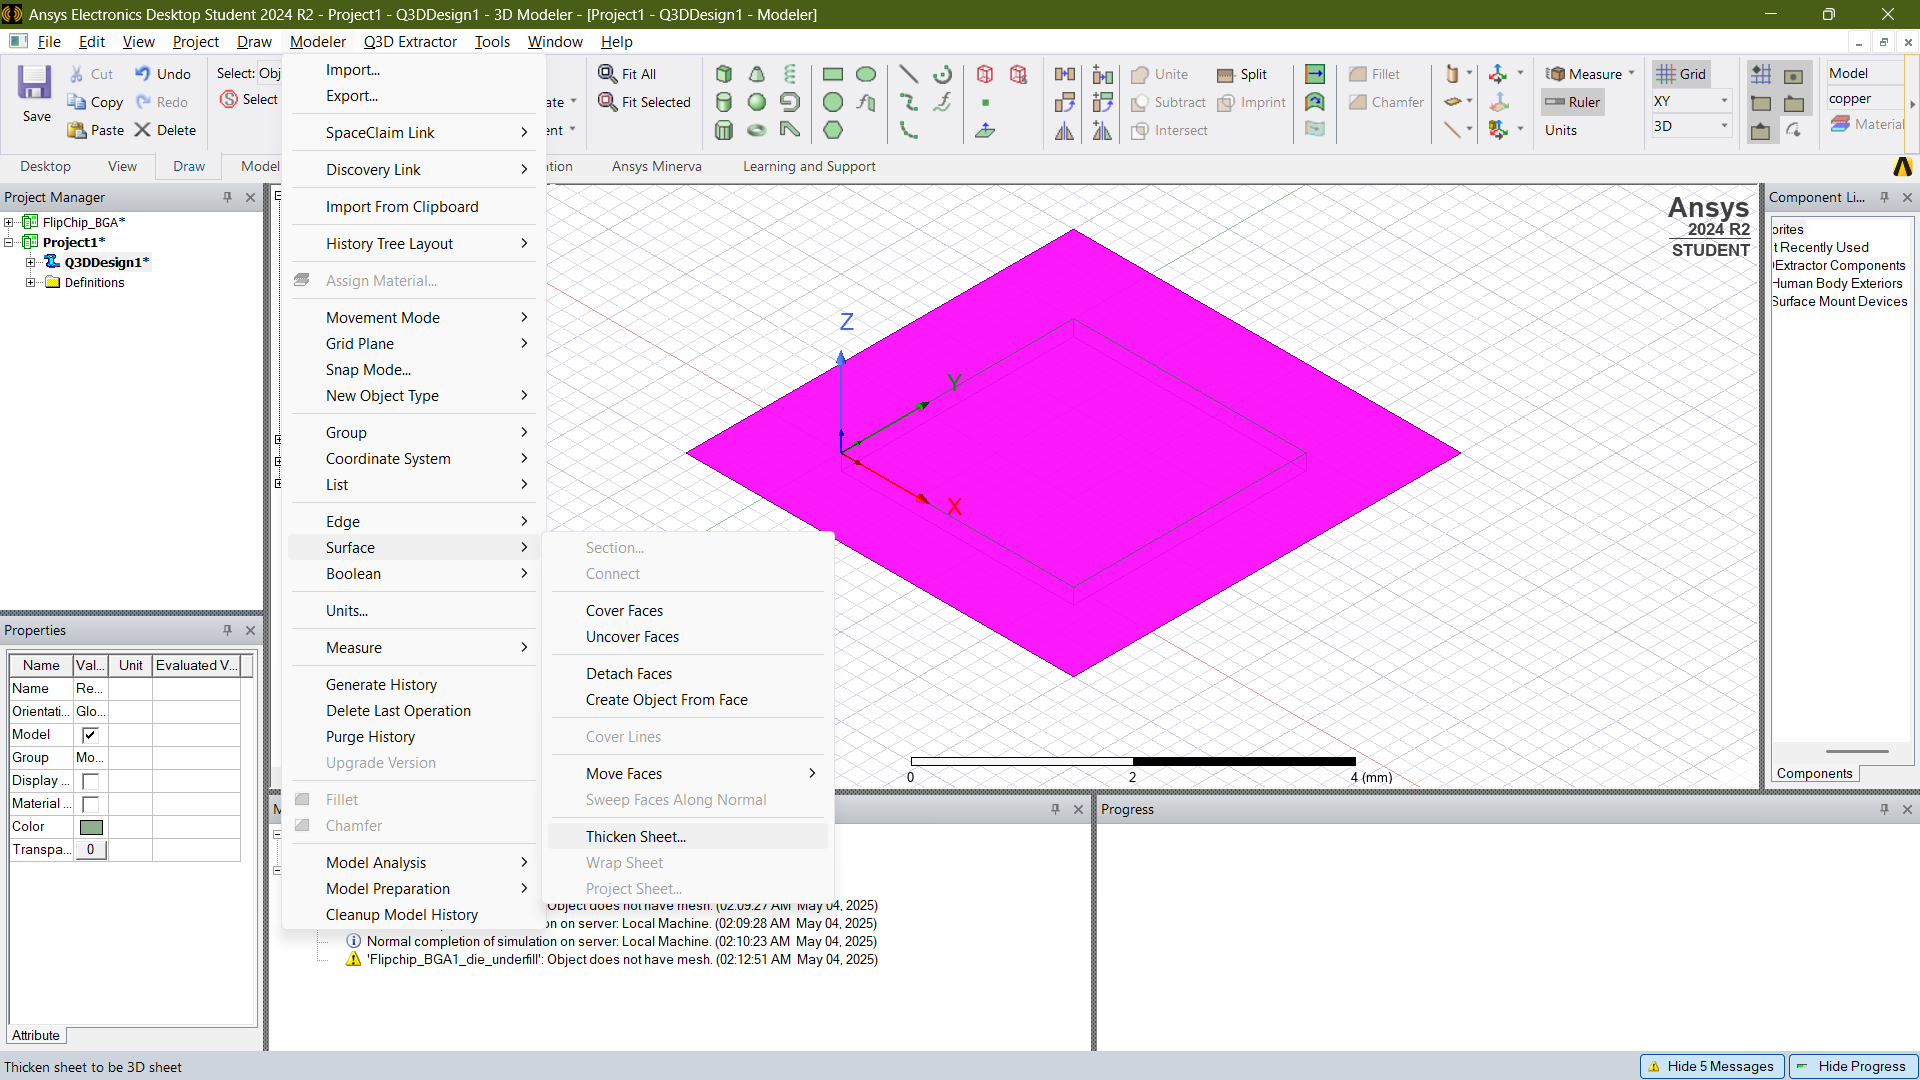 Ansys Electronics Desktop Student 2024 R2 - Project1 - Q3DDesign1 - 3D Modeler - [Project1 - Q3DDesign1 - Modeler]
File Edit View Project Draw Modeler Q3D Extractor Tools Window Help
Save
Cut
Copy
Paste
Undo
Redo
Delete
Select: Obj
Select
ate
ent
Fit All
Fit Selected
Unite
Subtract
Intersect
Split
Imprint
Fillet
Chamfer
Measure
Ruler
Units
Grid
XY
3D
Model
copper
Material
Desktop View Draw Model tion Ansys Minerva Learning and Support
Project Manager
FlipChip_BGA*
Project1*
Q3DDesign1*
Definitions
Properties
Name Val... Unit Evaluated V...
Name Re...
Orientati... Glo...
Model
Group Mo...
Display ...
Material ...
Color
Transpa... 0
Attribute
Import...
Export...
SpaceClaim Link
Discovery Link
Import From Clipboard
History Tree Layout
Assign Material...
Movement Mode
Grid Plane
Snap Mode...
New Object Type
Group
Coordinate System
List
Edge
Surface
Boolean
Units...
Measure
Generate History
Delete Last Operation
Purge History
Upgrade Version
Fillet
Chamfer
Model Analysis
Model Preparation
Cleanup Model History
Section...
Connect
Cover Faces
Uncover Faces
Detach Faces
Create Object From Face
Cover Lines
Move Faces
Sweep Faces Along Normal
Thicken Sheet...
Wrap Sheet
Project Sheet...
Z
Y
X
Ansys
2024 R2
STUDENT
0 2 4 (mm)
Component Li...
orites
t Recently Used
Extractor Components
Human Body Exteriors
Surface Mount Devices
Components
Object does not have mesh. (02:09:27 AM May 04, 2025)
on on server: Local Machine. (02:09:28 AM May 04, 2025)
Normal completion of simulation on server: Local Machine. (02:10:23 AM May 04, 2025)
'Flipchip_BGA1_die_underfill': Object does not have mesh. (02:12:51 AM May 04, 2025)
Progress
Thicken sheet to be 3D sheet
Hide 5 Messages
Hide Progress